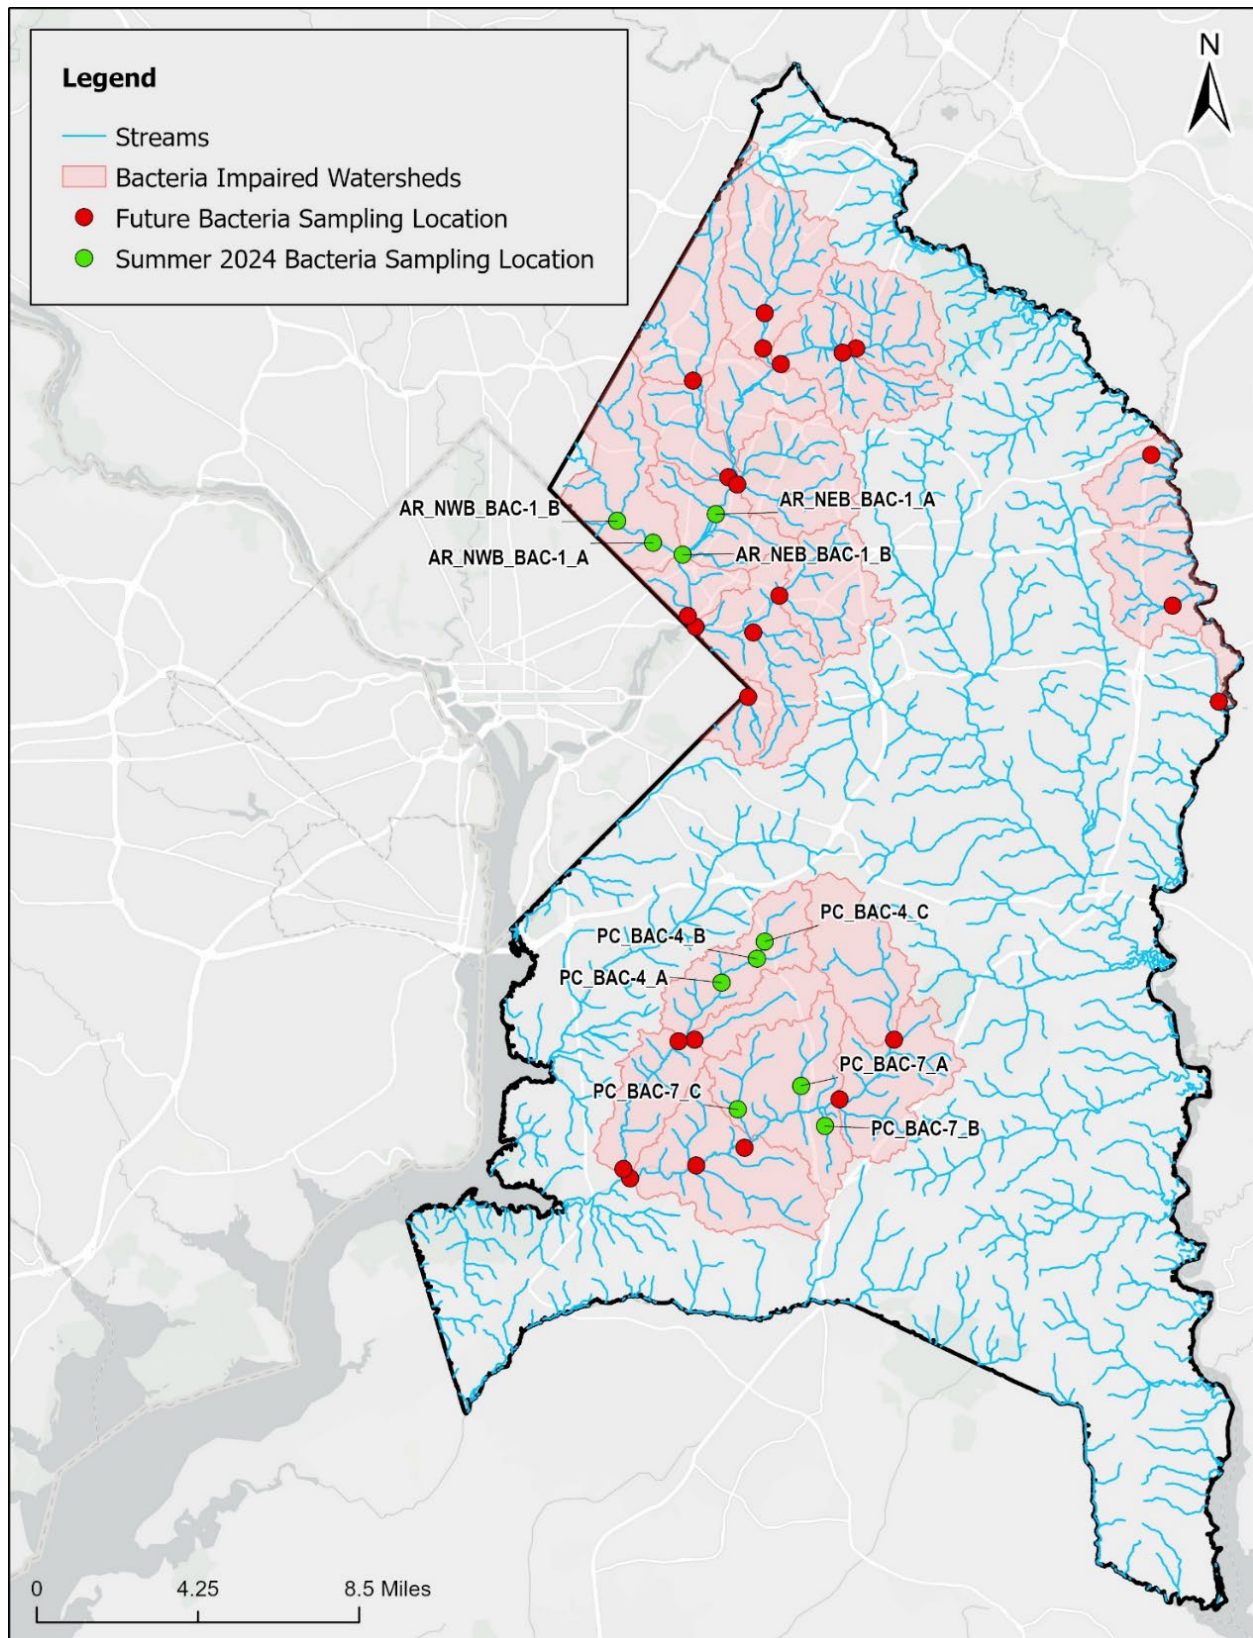 Legend
Streams
Bacteria Impaired Watersheds
Future Bacteria Sampling Location
Summer 2024 Bacteria Sampling Location
N
AR_NWB_BAC-1_B
AR_NEB_BAC-1_A
AR_NWB_BAC-1_A
AR_NEB_BAC-1_B
PC_BAC-4_C
PC_BAC-4_B
PC_BAC-4_A
PC_BAC-7_A
PC_BAC-7_C
PC_BAC-7_B
0 4.25 8.5 Miles